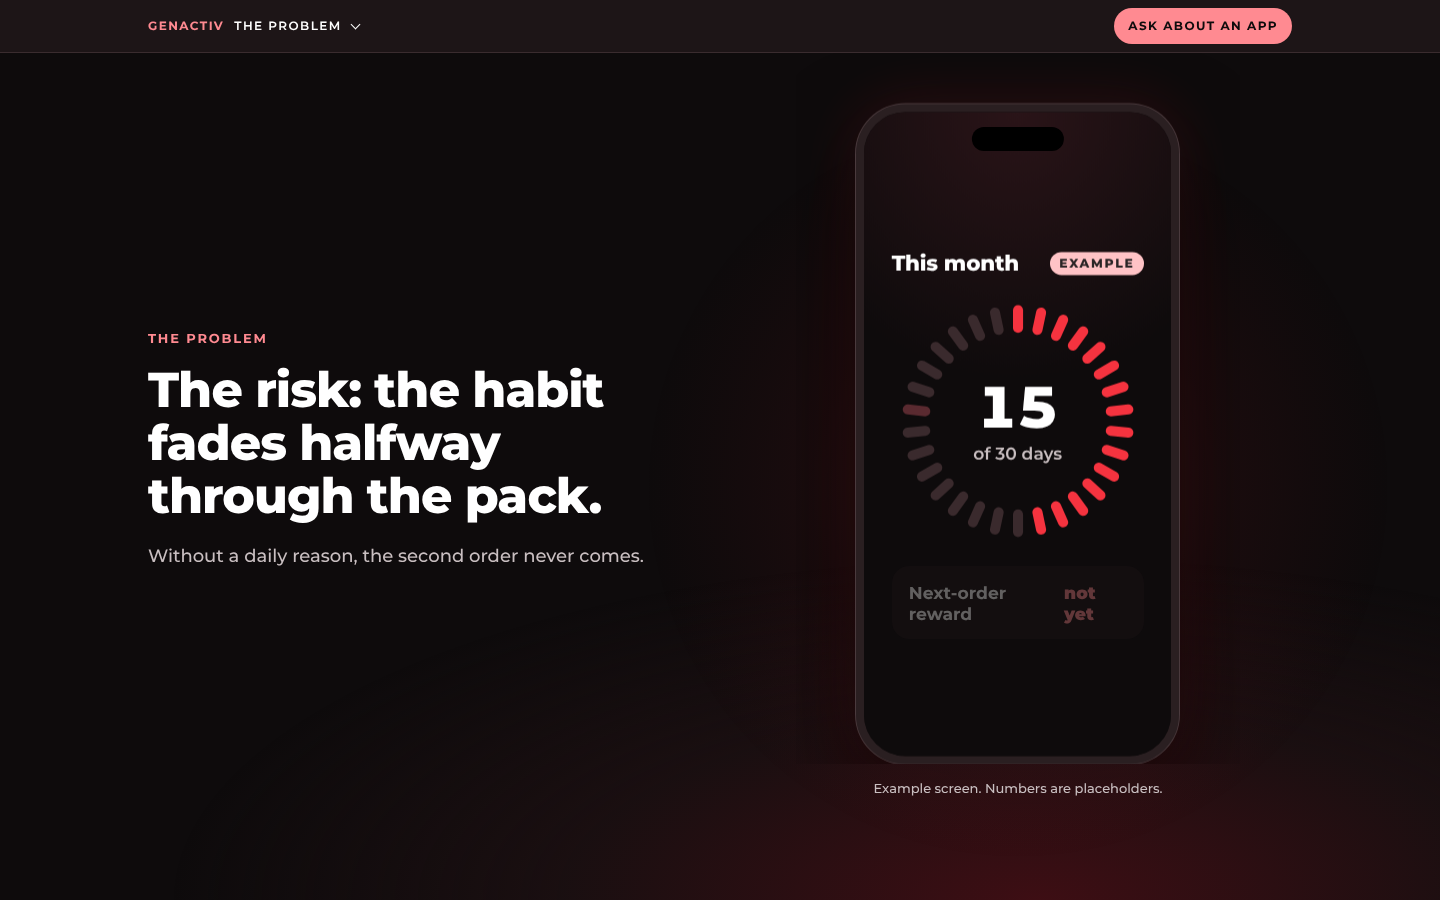 GENACTIV THE PROBLEM
ASK ABOUT AN APP
THE PROBLEM
The risk: the habit
fades halfway
through the pack.
Without a daily reason, the second order never comes.
This month
EXAMPLE
15
of 30 days
Next-order
reward
not
yet
Example screen. Numbers are placeholders.